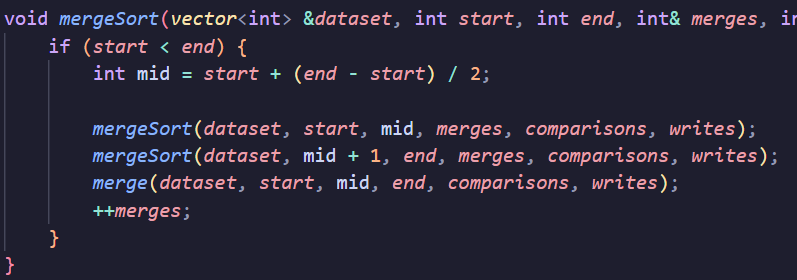 void mergeSort(vector<int> &dataset, int start, int end, int& merges, in
if (start < end) {
int mid = start + (end - start) / 2;
mergeSort(dataset, start, mid, merges, comparisons, writes);
mergeSort(dataset, mid + 1, end, merges, comparisons, writes);
merge(dataset, start, mid, end, comparisons, writes);
++merges;
}
}